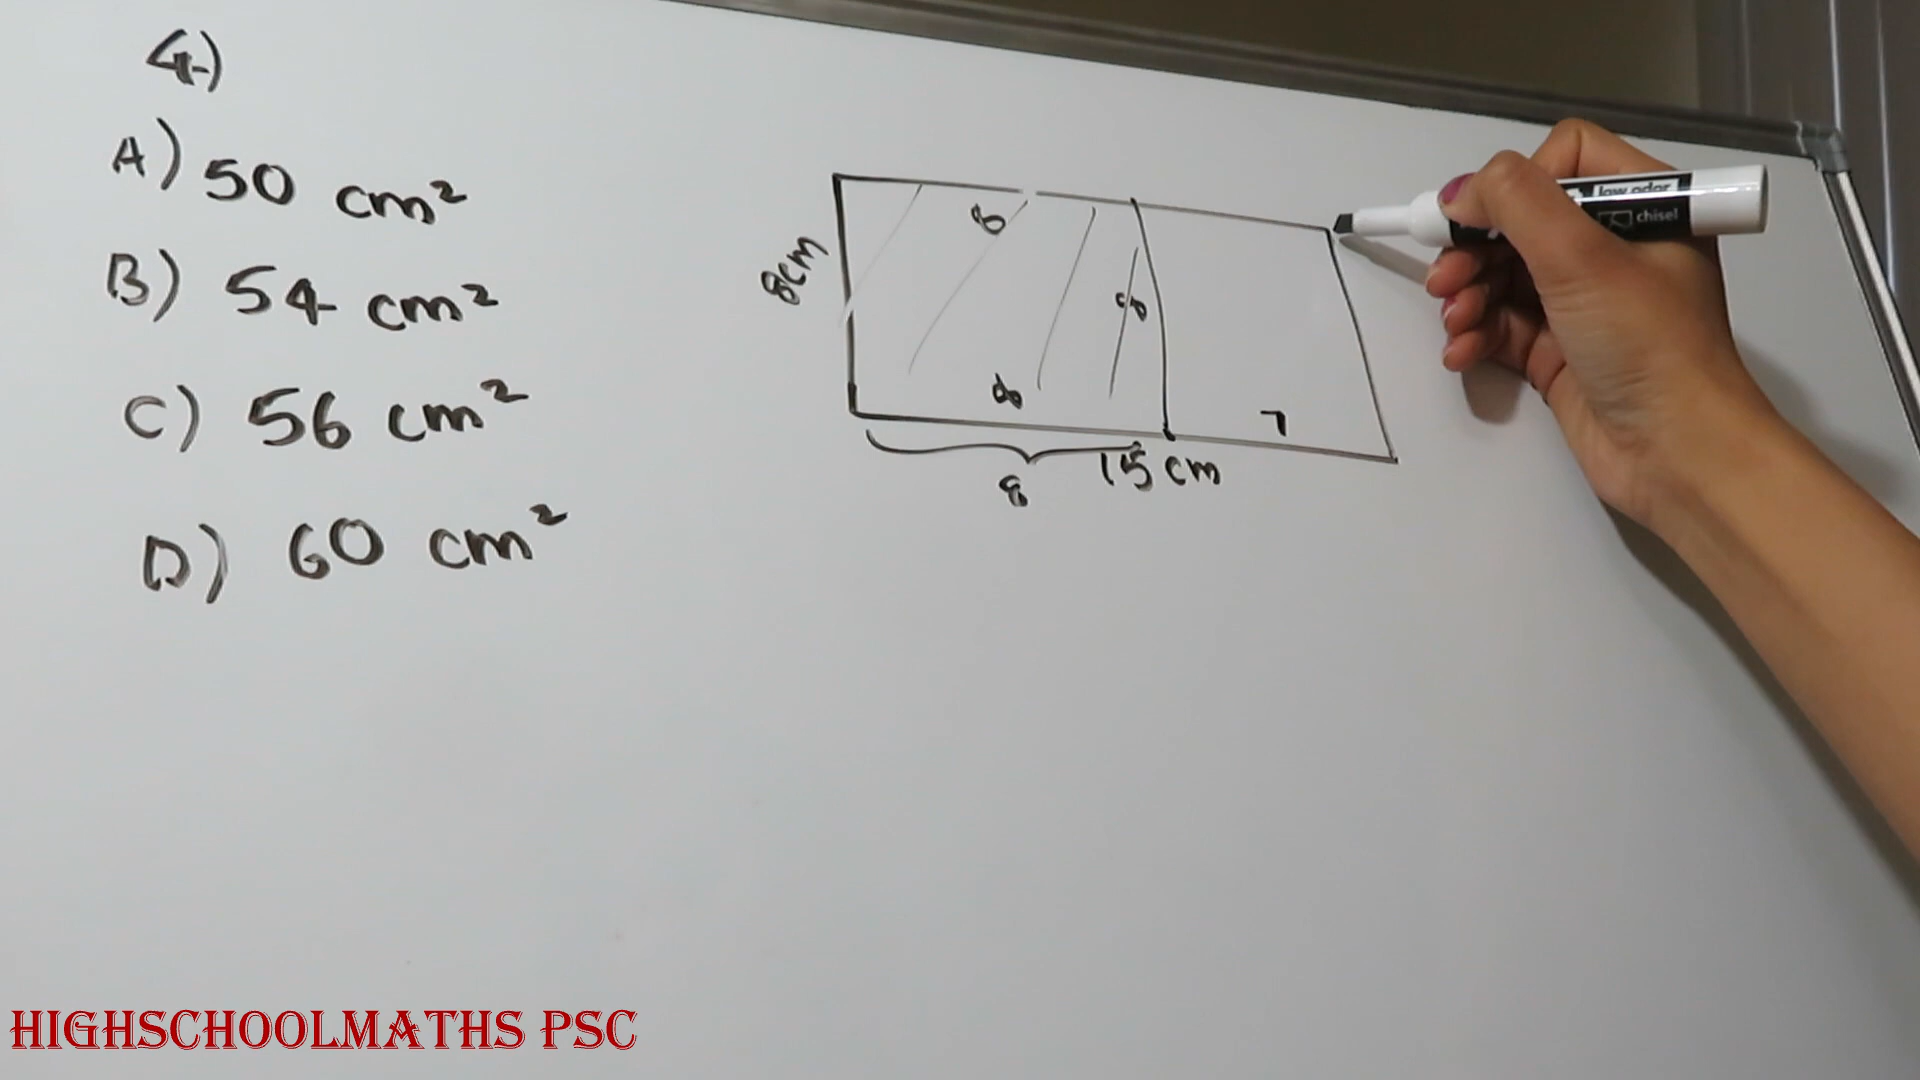 4)
A) 50 cm²
B) 54 cm²
C) 56 cm²
D) 60 cm²
8
8cm
8
8
7
15 cm
8
low odor
chisel
HIGHSCHOOLMATHS PSC